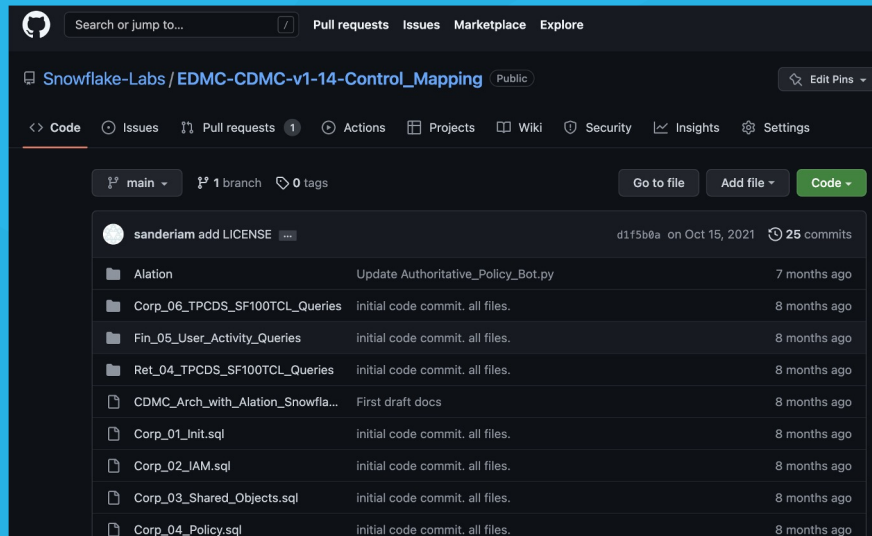 Search or jump to... / Pull requests Issues Marketplace Explore
Snowflake-Labs / EDMC-CDMC-v1-14-Control_Mapping Public Edit Pins
Code Issues Pull requests 1 Actions Projects Wiki Security Insights Settings
main 1 branch 0 tags Go to file Add file Code
sanderiam add LICENSE ... d1f5b0a on Oct 15, 2021 25 commits
Alation Update Authoritative_Policy_Bot.py 7 months ago
Corp_06_TPCDS_SF100TCL_Queries initial code commit. all files. 8 months ago
Fin_05_User_Activity_Queries initial code commit. all files. 8 months ago
Ret_04_TPCDS_SF100TCL_Queries initial code commit. all files. 8 months ago
CDMC_Arch_with_Alation_Snowfla... First draft docs 8 months ago
Corp_01_Init.sql initial code commit. all files. 8 months ago
Corp_02_IAM.sql initial code commit. all files. 8 months ago
Corp_03_Shared_Objects.sql initial code commit. all files. 8 months ago
Corp_04_Policy.sql initial code commit. all files. 8 months ago